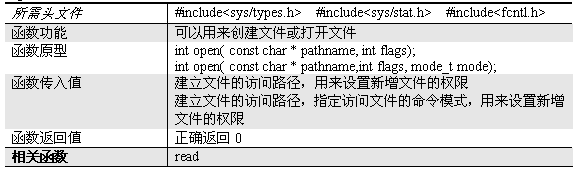 所需头文件 #include<sys/types.h> #include<sys/stat.h> #include<fcntl.h>
函数功能 可以用来创建文件或打开文件
函数原型 int open( const char * pathname, int flags);
int open( const char * pathname,int flags, mode_t mode);
函数传入值 建立文件的访问路径，用来设置新增文件的权限
建立文件的访问路径，指定访问文件的命令模式，用来设置新增
文件的权限
函数返回值 正确返回 0
相关函数 read